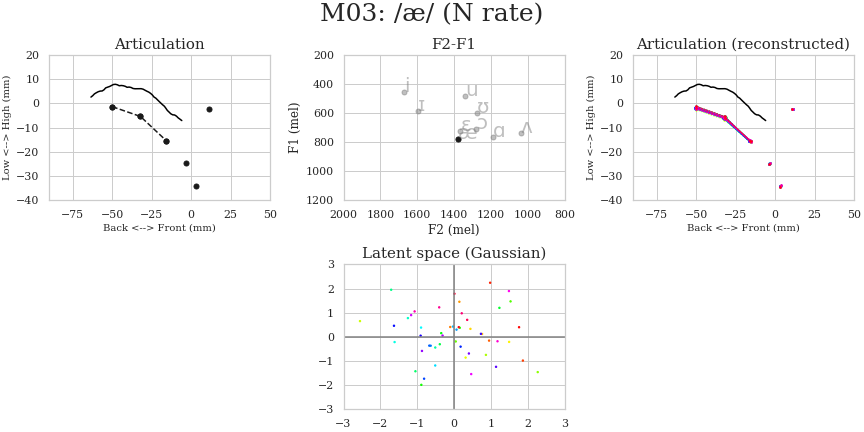 M03: /æ/ (N rate)
Articulation
F2-F1
Articulation (reconstructed)
20
10
0
−10
−20
−30
−40
Low <--> High (mm)
−75
−50
−25
0
25
50
Back <--> Front (mm)
200
400
600
800
1000
1200
F1 (mel)
i
u
ɪ
ʊ
ɛ
ɔ
æ
ɑ
ʌ
2000
1800
1600
1400
1200
1000
800
F2 (mel)
20
10
0
−10
−20
−30
−40
Low <--> High (mm)
−75
−50
−25
0
25
50
Back <--> Front (mm)
Latent space (Gaussian)
3
2
1
0
−1
−2
−3
−3
−2
−1
0
1
2
3